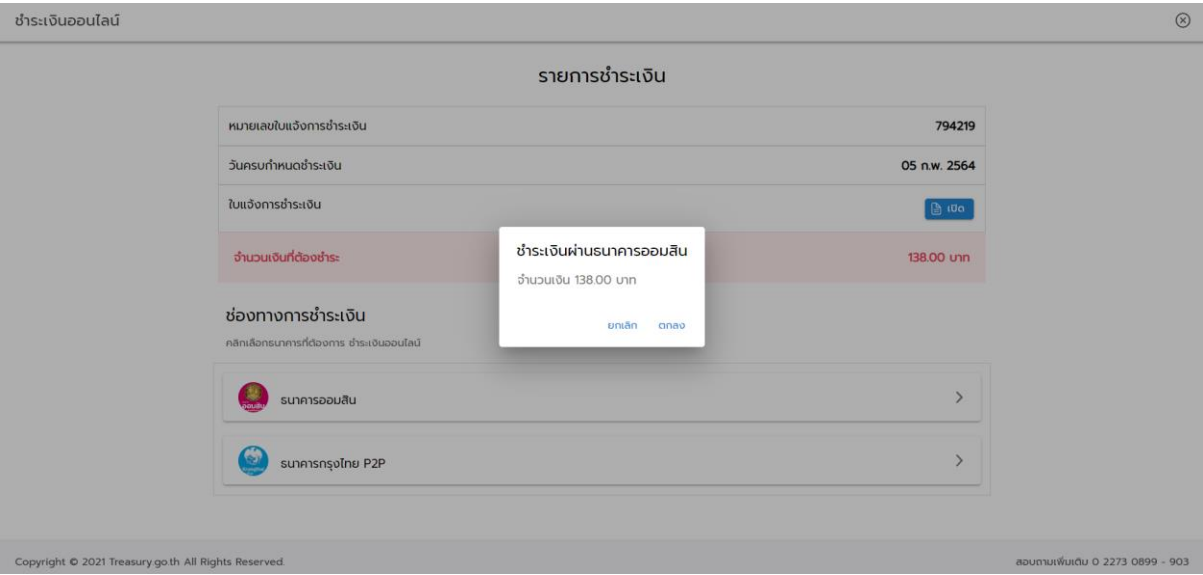 ชำระเงินออนไลน์
รายการชำระเงิน
หมายเลขใบแจ้งการชำระเงิน 794219
วันครบกำหนดชำระเงิน 05 ก.พ. 2564
ใบแจ้งการชำระเงิน เปิด
จำนวนเงินที่ต้องชำระ 138.00 บาท
ชำระเงินผ่านธนาคารออมสิน
จำนวนเงิน 138.00 บาท
ยกเลิก ตกลง
ช่องทางการชำระเงิน
คลิกเลือกธนาคารที่ต้องการ ชำระเงินออนไลน์
ออมสิน ธนาคารออมสิน
ธนาคารกรุงไทย P2P
Copyright © 2021 Treasury.go.th All Rights Reserved. สอบถามเพิ่มเติม 0 2273 0899 - 903